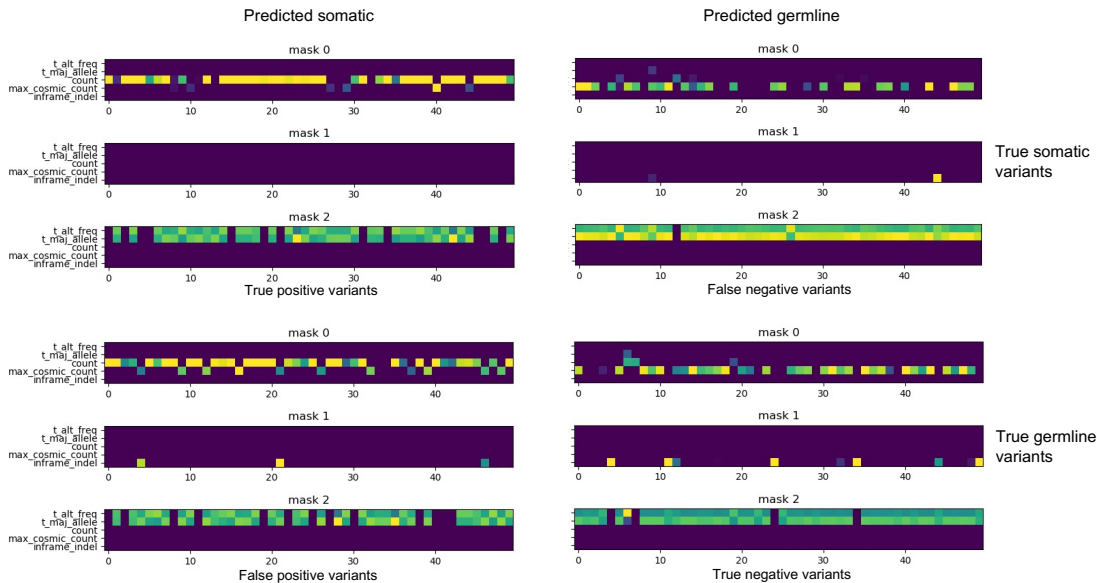 Predicted somatic
Predicted germline
mask 0
t_alt_freq
t_maj_allele
count
max_cosmic_count
inframe_indel
0 10 20 30 40
mask 0
0 10 20 30 40
mask 1
t_alt_freq
t_maj_allele
count
max_cosmic_count
inframe_indel
0 10 20 30 40
mask 1
0 10 20 30 40
True somatic
variants
mask 2
t_alt_freq
t_maj_allele
count
max_cosmic_count
inframe_indel
0 10 20 30 40
True positive variants
mask 2
0 10 20 30 40
False negative variants
mask 0
t_alt_freq
t_maj_allele
count
max_cosmic_count
inframe_indel
0 10 20 30 40
mask 0
0 10 20 30 40
mask 1
t_alt_freq
t_maj_allele
count
max_cosmic_count
inframe_indel
0 10 20 30 40
mask 1
0 10 20 30 40
True germline
variants
mask 2
t_alt_freq
t_maj_allele
count
max_cosmic_count
inframe_indel
0 10 20 30 40
False positive variants
mask 2
0 10 20 30 40
True negative variants